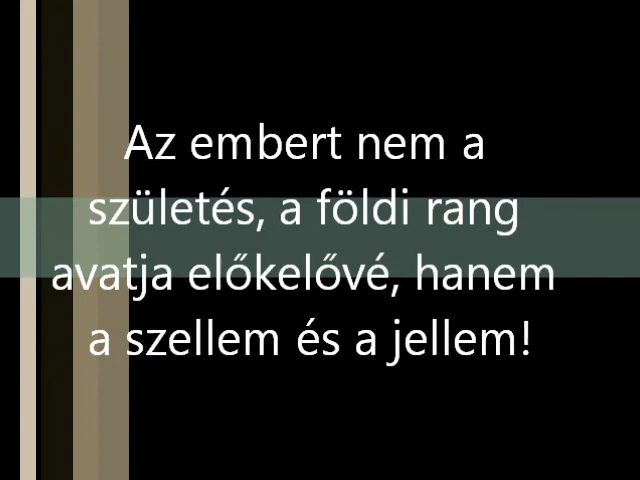 Az embert nem a
születés, a földi rang
avatja előkelővé, hanem
a szellem és a jellem!